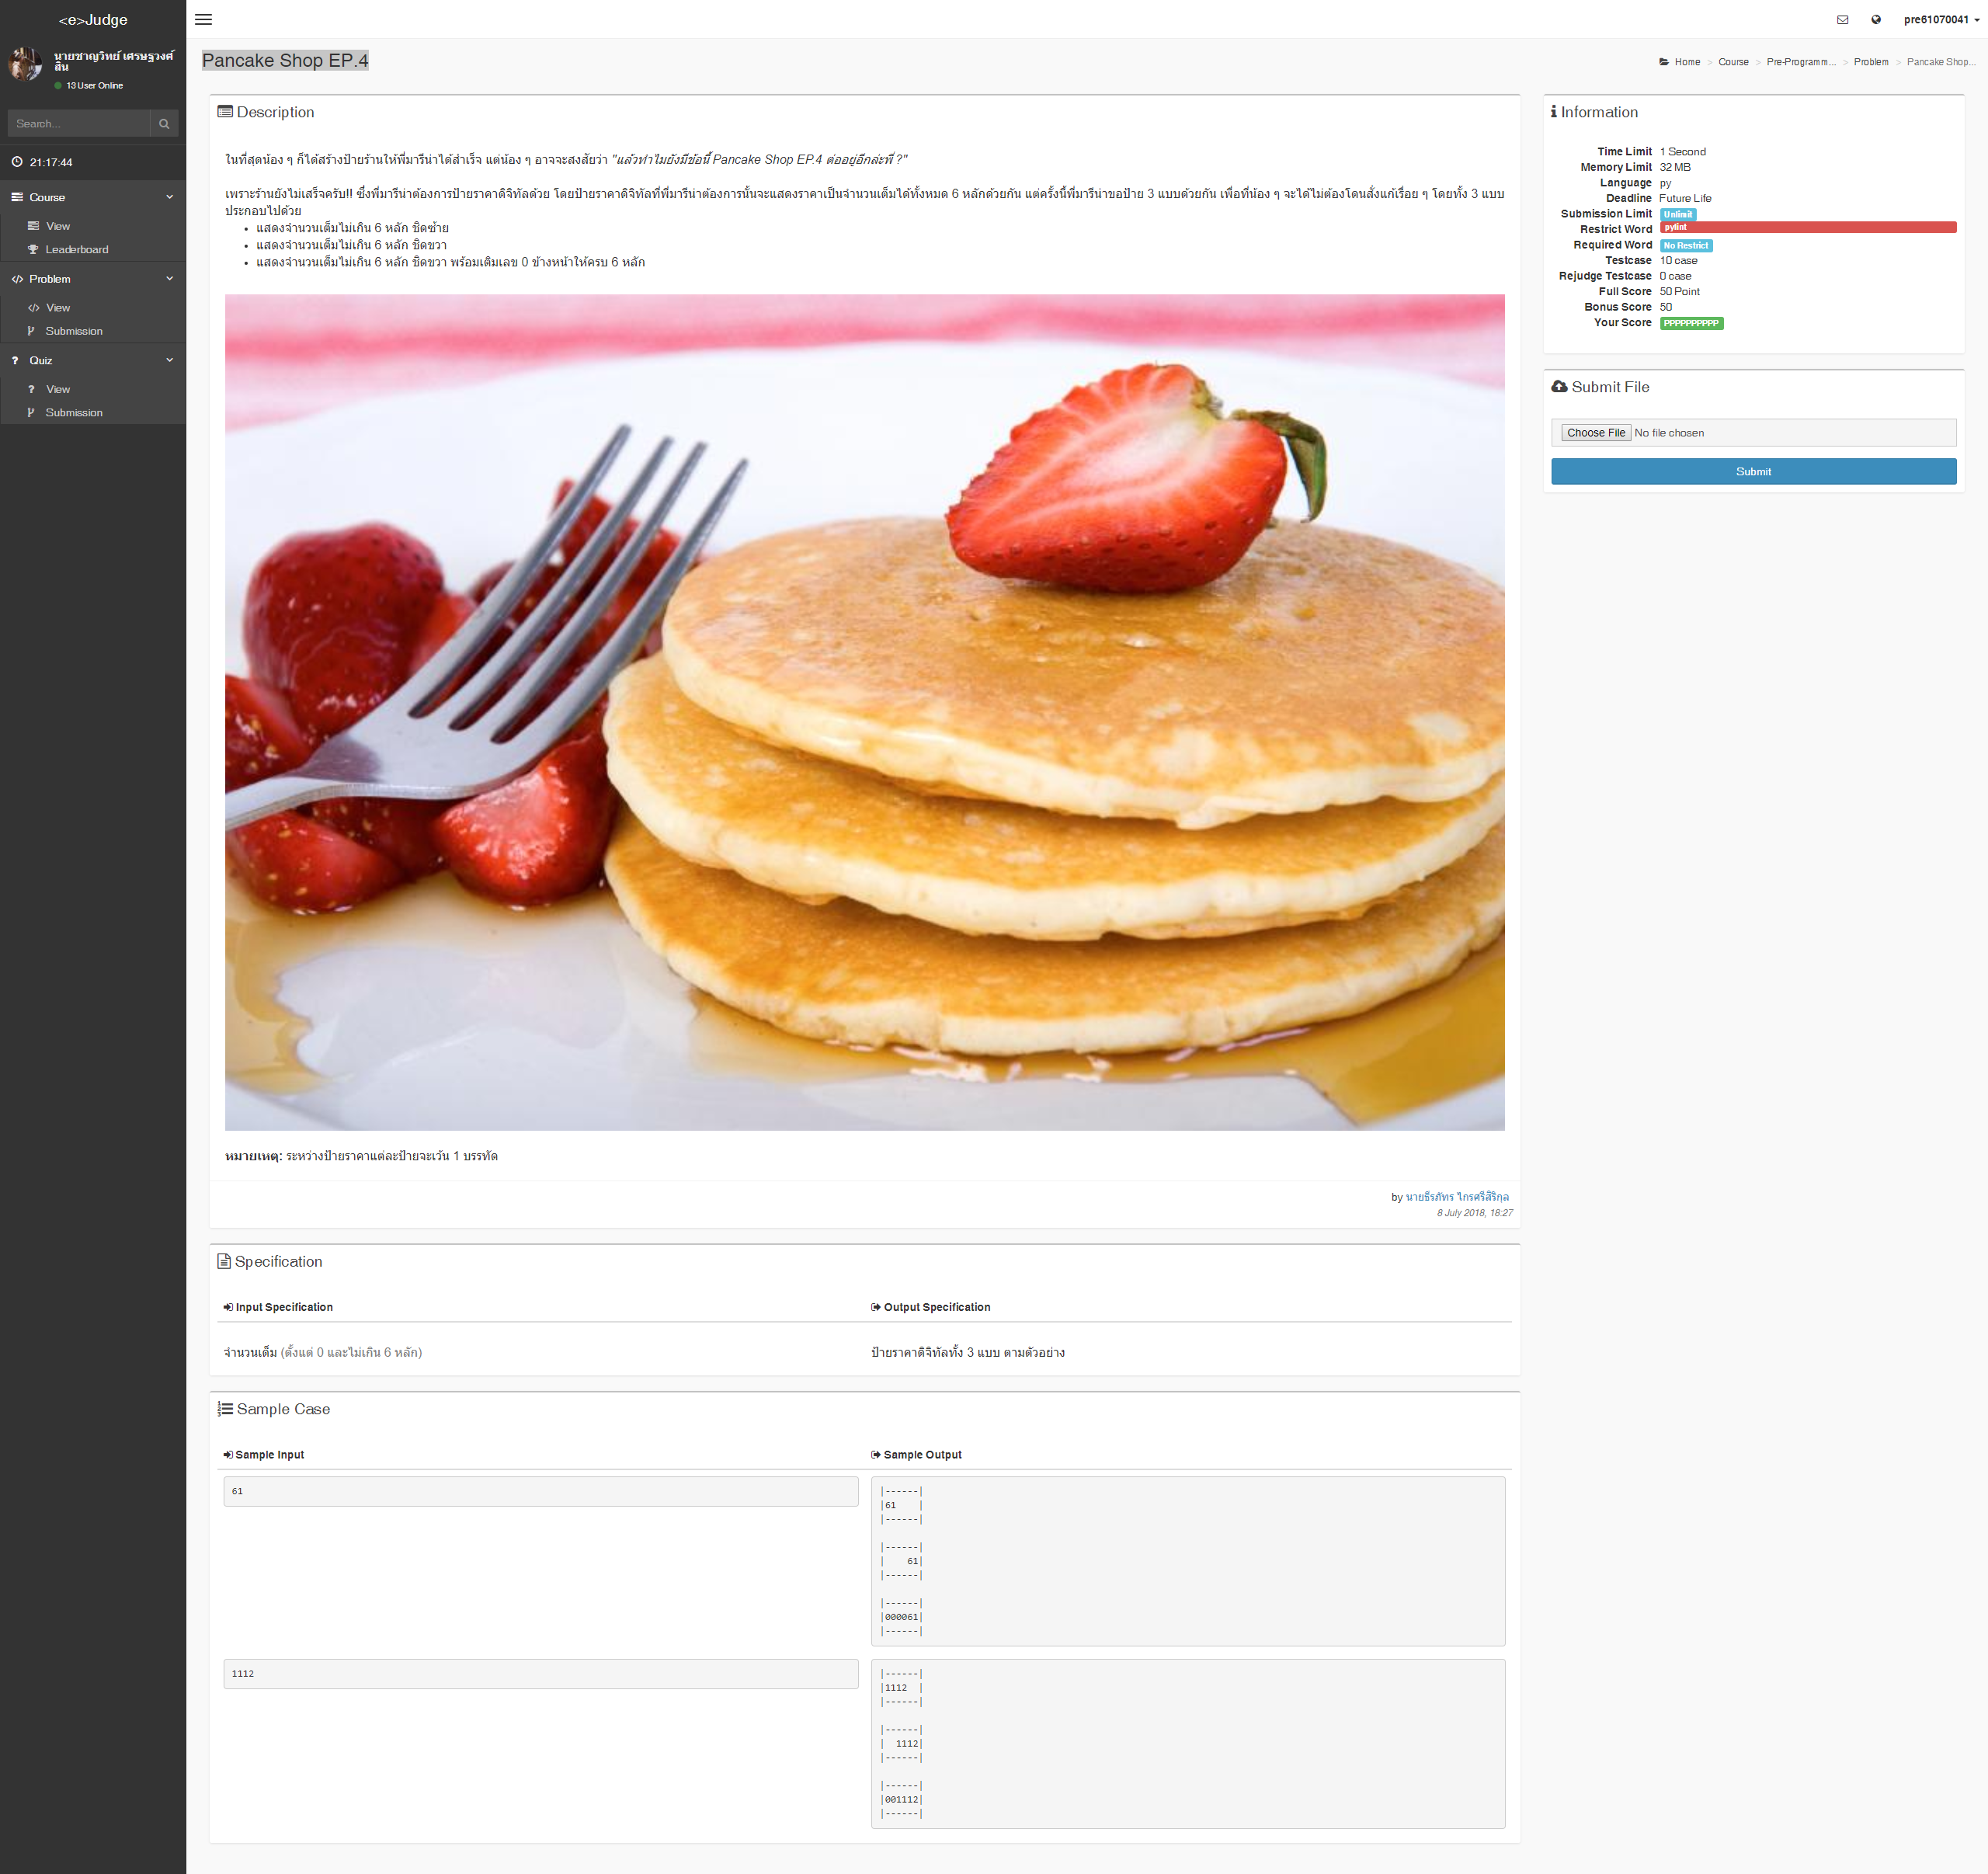 <e>Judge
pre61070041
นายชาญวิทย์ เศรษฐวงศ์
สิน
13 User Online
Search...
21:17:44
Course
View
Leaderboard
Problem
View
Submission
Quiz
View
Submission
Pancake Shop EP.4
Home > Course > Pre-Programm... > Problem > Pancake Shop...
Description
ในที่สุดน้อง ๆ ก็ได้สร้างป้ายร้านให้พี่มารีน่าได้สำเร็จ แต่น้อง ๆ อาจจะสงสัยว่า "แล้วทำไมยังมีข้อนี้ Pancake Shop EP.4 ต่ออยู่อีกล่ะพี่ ?"
เพราะร้านยังไม่เสร็จครับ!! ซึ่งพี่มารีน่าต้องการป้ายราคาดิจิทัลด้วย โดยป้ายราคาดิจิทัลที่พี่มารีน่าต้องการนั้นจะแสดงราคาเป็นจำนวนเต็มได้ทั้งหมด 6 หลักด้วยกัน แต่ครั้งนี้พี่มารีน่าขอป้าย 3 แบบด้วยกัน เพื่อที่น้อง ๆ จะได้ไม่ต้องโดนสั่งแก้เรื่อย ๆ โดยทั้ง 3 แบบ
ประกอบไปด้วย
• แสดงจำนวนเต็มไม่เกิน 6 หลัก ชิดซ้าย
• แสดงจำนวนเต็มไม่เกิน 6 หลัก ชิดขวา
• แสดงจำนวนเต็มไม่เกิน 6 หลัก ชิดขวา พร้อมเติมเลข 0 ข้างหน้าให้ครบ 6 หลัก
หมายเหตุ: ระหว่างป้ายราคาแต่ละป้ายจะเว้น 1 บรรทัด
by นายธีรภัทร ไกรศรีสิริกุล
8 July 2018, 18:27
Specification
Input Specification
จำนวนเต็ม (ตั้งแต่ 0 และไม่เกิน 6 หลัก)
Output Specification
ป้ายราคาดิจิทัลทั้ง 3 แบบ ตามตัวอย่าง
Sample Case
Sample Input
Sample Output
61
|------|
|61    |
|------|
|------|
|    61|
|------|
|------|
|000061|
|------|
1112
|------|
|1112  |
|------|
|------|
|  1112|
|------|
|------|
|001112|
|------|
Information
Time Limit 1 Second
Memory Limit 32 MB
Language py
Deadline Future Life
Submission Limit Unlimit
Restrict Word pylint
Required Word No Restrict
Testcase 10 case
Rejudge Testcase 0 case
Full Score 50 Point
Bonus Score 50
Your Score PPPPPPPPPP
Submit File
Choose File No file chosen
Submit